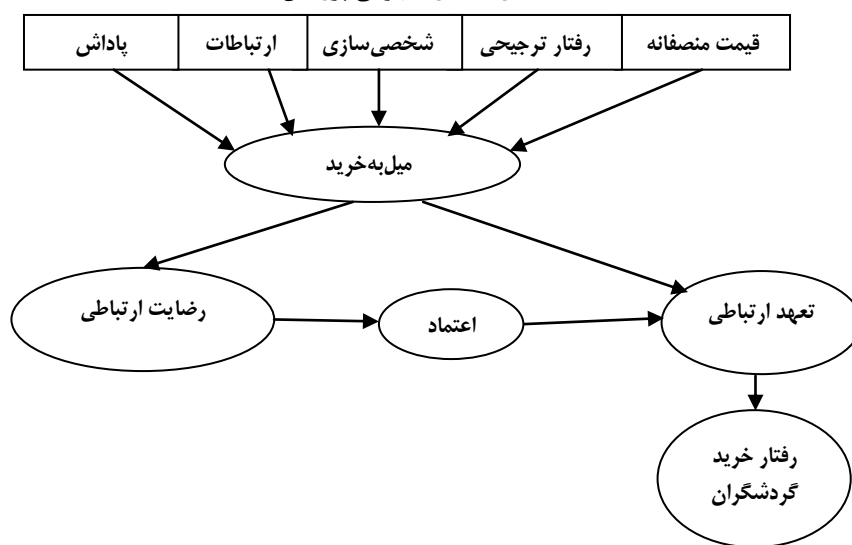 قیمت منصفانه
رفتار ترجیحی
شخصی‌سازی
ارتباطات
پاداش
میل‌به‌خرید
رضایت ارتباطی
اعتماد
تعهد ارتباطی
رفتار خرید
گردشگران